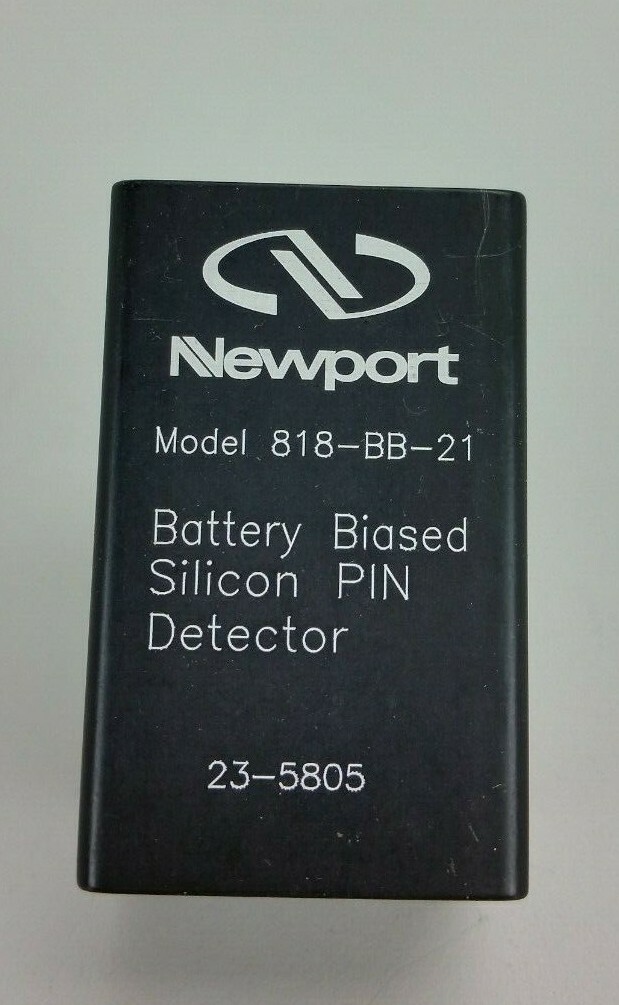 Newport
Model 818-BB-21
Battery Biased
Silicon PIN
Detector
23-5805